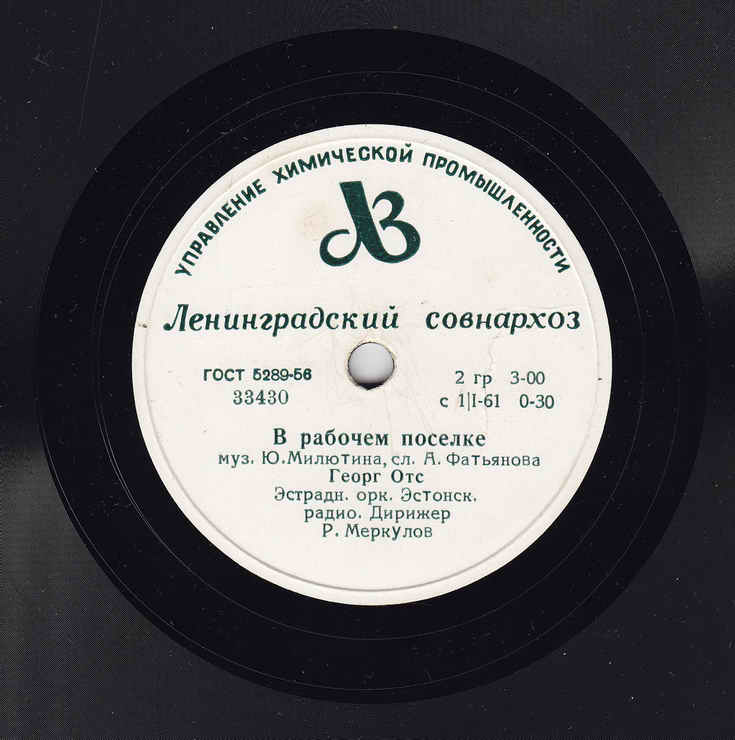 УПРАВЛЕНИЕ ХИМИЧЕСКОЙ ПРОМЫШЛЕННОСТИ
ЛЗ
Ленинградский совнархоз
ГОСТ 5289-56 2 гр 3-00
33430 с 1|I-61 0-30
В рабочем поселке
муз. Ю.Милютина, сл. А. Фатьянова
Георг Отс
Эстрадн. орк. Эстонск.
радио. Дирижер
Р. Меркулов